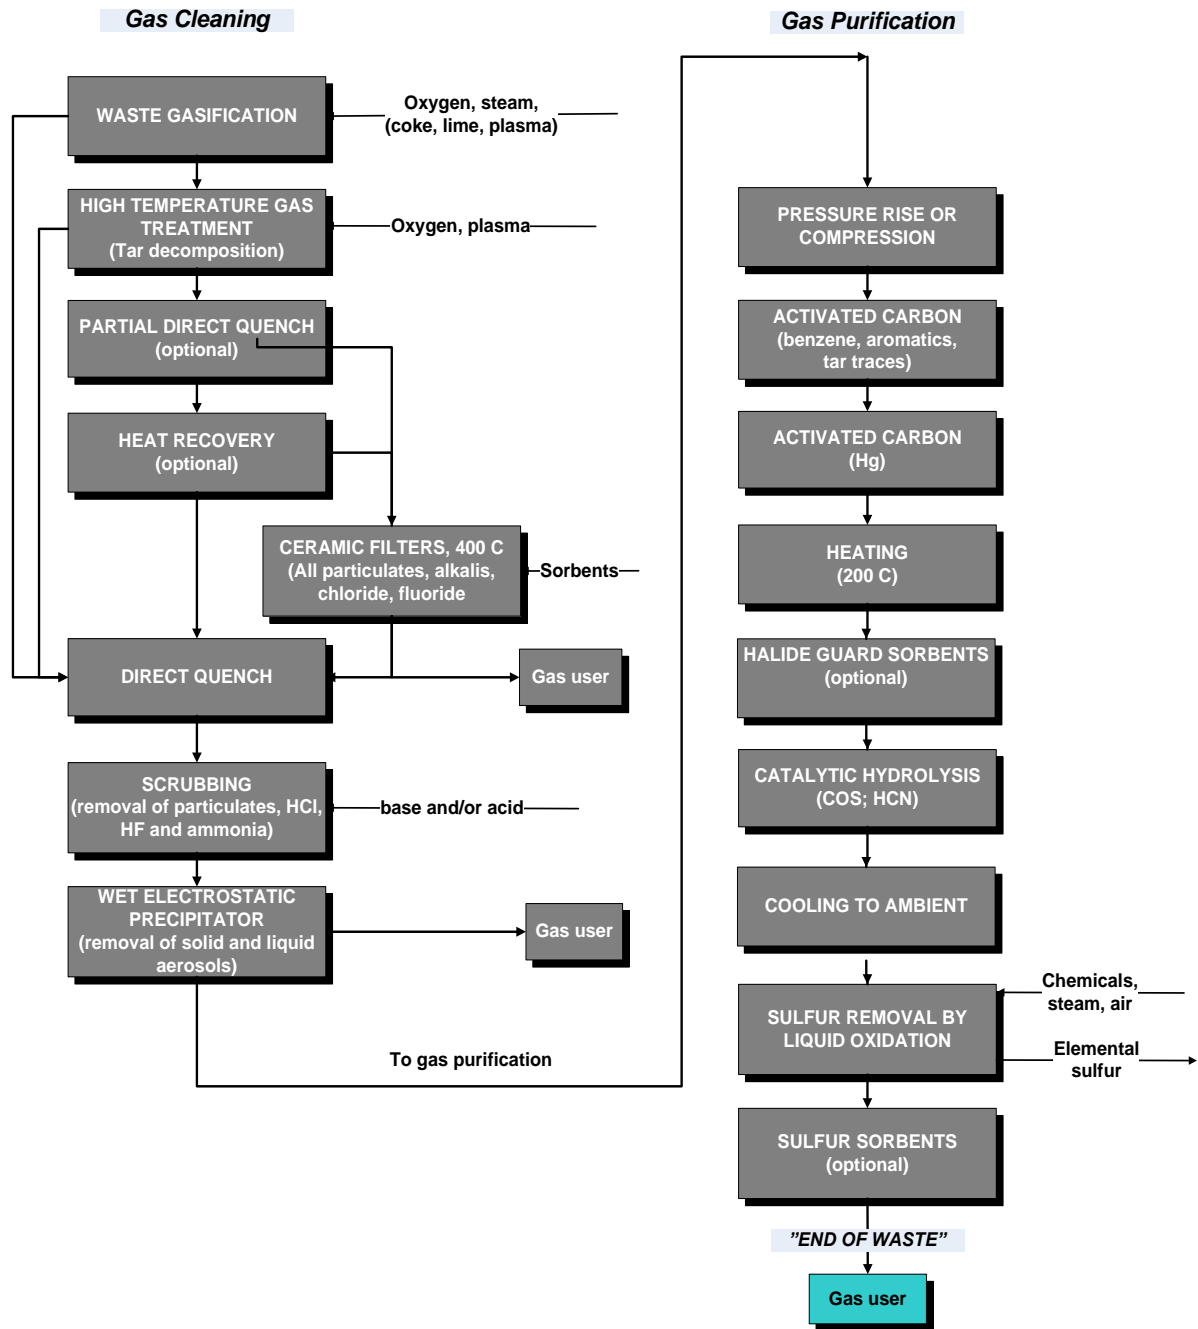 Gas Cleaning
WASTE GASIFICATION
Oxygen, steam,
(coke, lime, plasma)
HIGH TEMPERATURE GAS
TREATMENT
(Tar decomposition)
Oxygen, plasma
PARTIAL DIRECT QUENCH
(optional)
HEAT RECOVERY
(optional)
CERAMIC FILTERS, 400 C
(All particulates, alkalis,
chloride, fluoride
Sorbents
DIRECT QUENCH
Gas user
SCRUBBING
(removal of particulates, HCl,
HF and ammonia)
base and/or acid
WET ELECTROSTATIC
PRECIPITATOR
(removal of solid and liquid
aerosols)
Gas user
To gas purification
Gas Purification
PRESSURE RISE OR
COMPRESSION
ACTIVATED CARBON
(benzene, aromatics,
tar traces)
ACTIVATED CARBON
(Hg)
HEATING
(200 C)
HALIDE GUARD SORBENTS
(optional)
CATALYTIC HYDROLYSIS
(COS; HCN)
COOLING TO AMBIENT
SULFUR REMOVAL BY
LIQUID OXIDATION
Chemicals,
steam, air
Elemental
sulfur
SULFUR SORBENTS
(optional)
”END OF WASTE”
Gas user